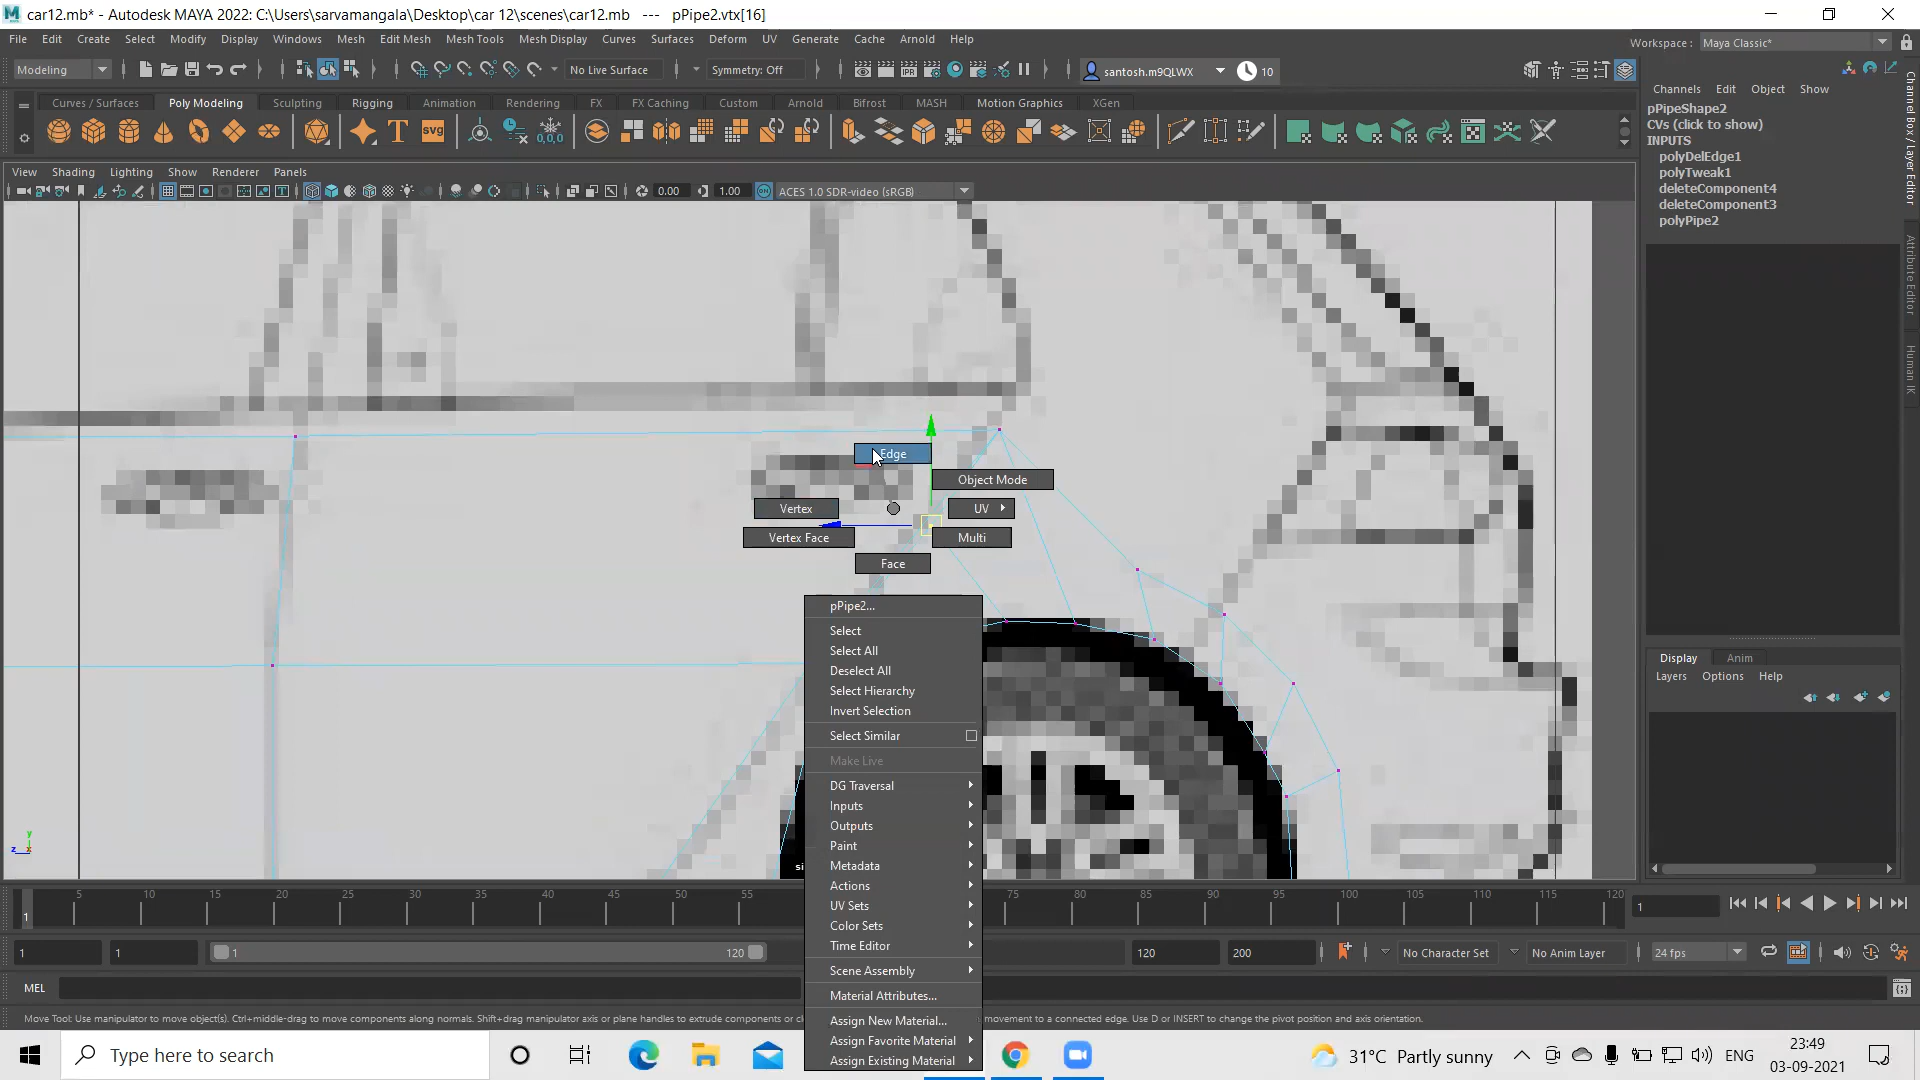 car12.mb* - Autodesk MAYA 2022: C:\Users\sarvamangala\Desktop\car 12\scenes\car12.mb --- pPipe2.vtx[16]
File Edit Create Select Modify Display Windows Mesh Edit Mesh Mesh Tools Mesh Display Curves Surfaces Deform UV Generate Cache Arnold Help
Workspace : Maya Classic*
Modeling No Live Surface Symmetry: Off santosh.m9QLWX 10
Curves / Surfaces Poly Modeling Sculpting Rigging Animation Rendering FX FX Caching Custom Arnold Bifrost MASH Motion Graphics XGen
View Shading Lighting Show Renderer Panels
0.00 1.00 ACES 1.0 SDR-video (sRGB)
Channels Edit Object Show
pPipeShape2
CVs (click to show)
INPUTS
polyDelEdge1
polyTweak1
deleteComponent4
deleteComponent3
polyPipe2
Channel Box / Layer Editor
Attribute Editor
Human IK
Edge
Object Mode
Vertex
UV
Vertex Face
Multi
Face
pPipe2...
Select
Select All
Deselect All
Select Hierarchy
Invert Selection
Select Similar
Make Live
DG Traversal
Inputs
Outputs
Paint
Metadata
Actions
UV Sets
Color Sets
Time Editor
Scene Assembly
Material Attributes...
Assign New Material...
Assign Favorite Material
Assign Existing Material
Display Anim
Layers Options Help
5 10 15 20 25 30 35 40 45 50 55 75 80 85 90 95 100 105 110 115 120
1 1
1 1 1 120 120 200 No Character Set No Anim Layer 24 fps
MEL
Move Tool: Use manipulator to move object(s). Ctrl+middle-drag to move components along normals. Shift+drag manipulator axis or plane handles to extrude components or cl movement to a connected edge. Use D or INSERT to change the pivot position and axis orientation.
Type here to search
31°C Partly sunny
ENG
23:49
03-09-2021